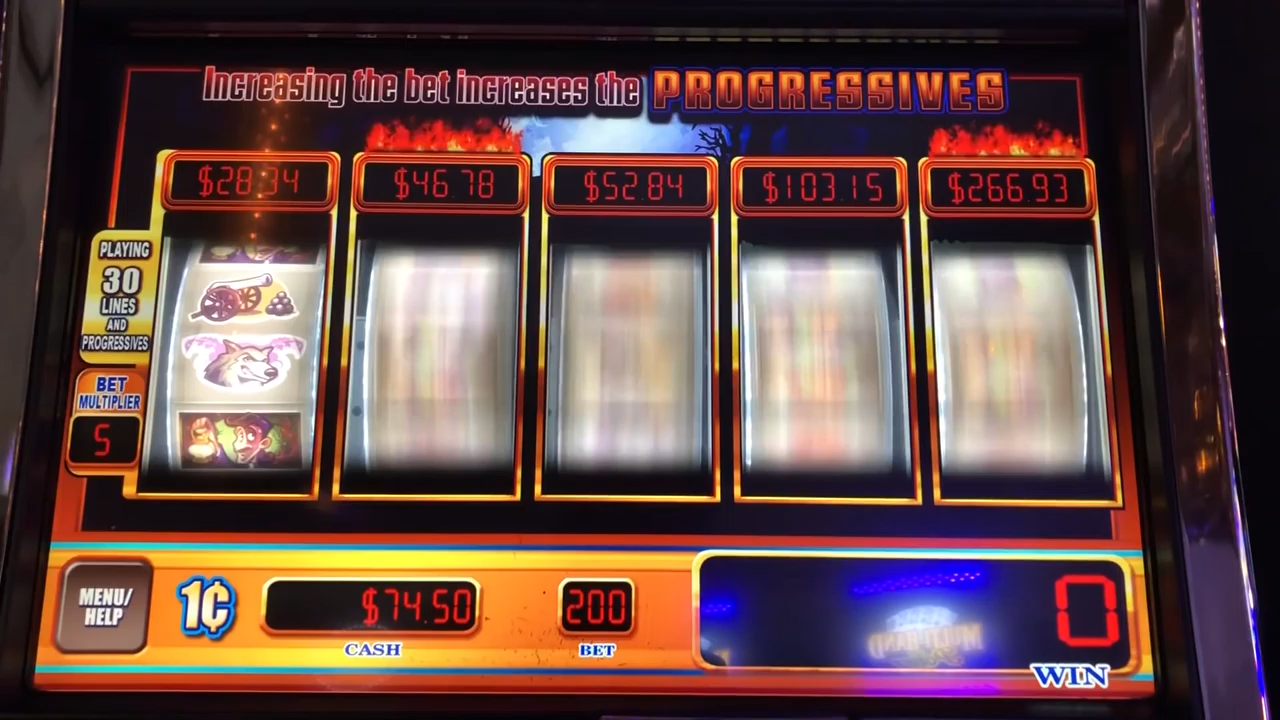 Increasing the bet increases the PROGRESSIVES
$28.34 $46.78 $52.84 $103.15 $266.93
PLAYING
30
LINES
AND
PROGRESSIVES
BET
MULTIPLIER
5
MENU/
HELP
1¢
$74.50
CASH
200
BET
0
WIN